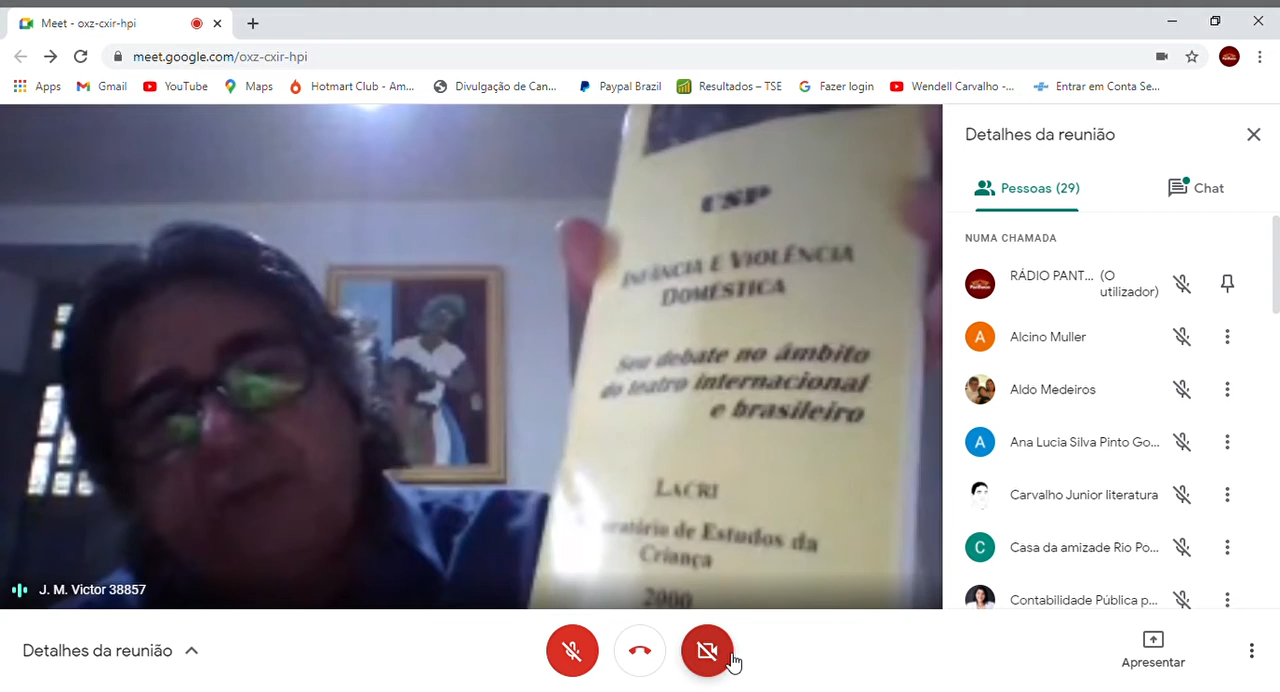 Meet - oxz-cxir-hpi
meet.google.com/oxz-cxir-hpi
Apps
Gmail
YouTube
Maps
Hotmart Club - Am...
Divulgação de Can...
Paypal Brazil
Resultados – TSE
Fazer login
Wendell Carvalho -...
Entrar em Conta Se...
USP
INFÂNCIA E VIOLÊNCIA
DOMÉSTICA
Seu debate no âmbito
do teatro internacional
e brasileiro
LACRI
oratório de Estudos da
Criança
2000
J. M. Victor 38857
Detalhes da reunião
Pessoas (29)
Chat
NUMA CHAMADA
RÁDIO PANT... (O
utilizador)
A
Alcino Muller
Aldo Medeiros
A
Ana Lucia Silva Pinto Go...
Carvalho Junior literatura
C
Casa da amizade Rio Po...
Contabilidade Pública p...
Detalhes da reunião
Apresentar